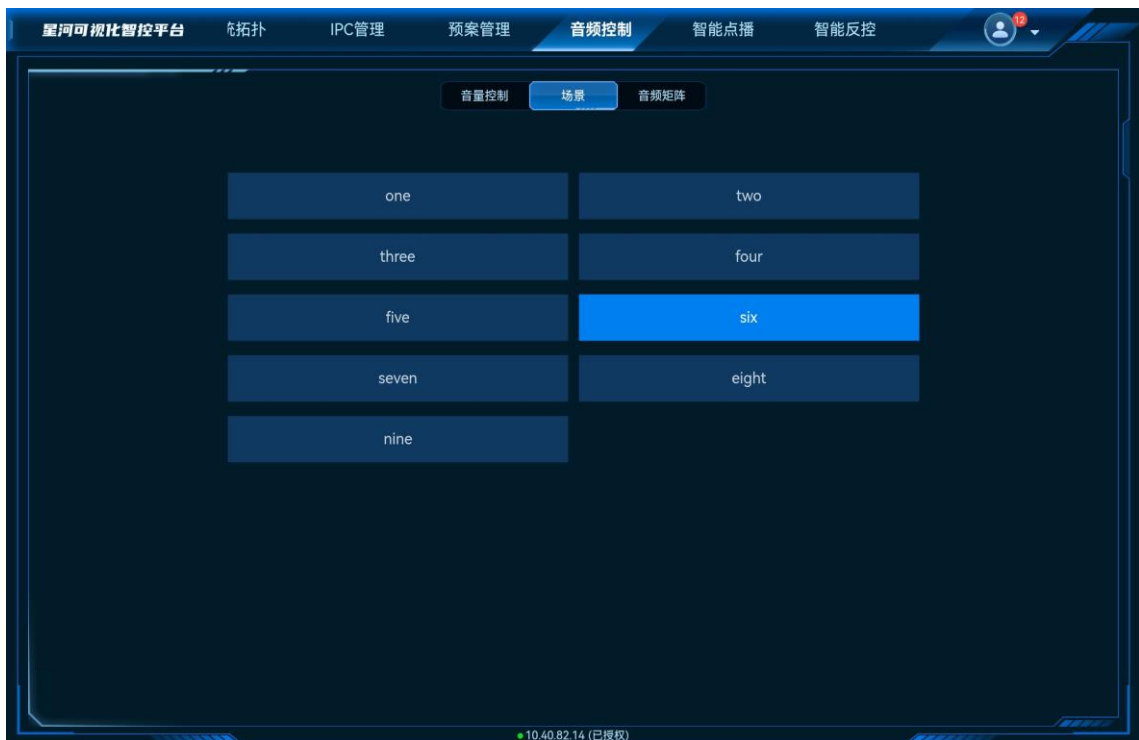 星河可视化智控平台 统拓扑 IPC管理 预案管理 音频控制 智能点播 智能反控 12
音量控制 场景 音频矩阵
one two
three four
five six
seven eight
nine
10.40.82.14 (已授权)